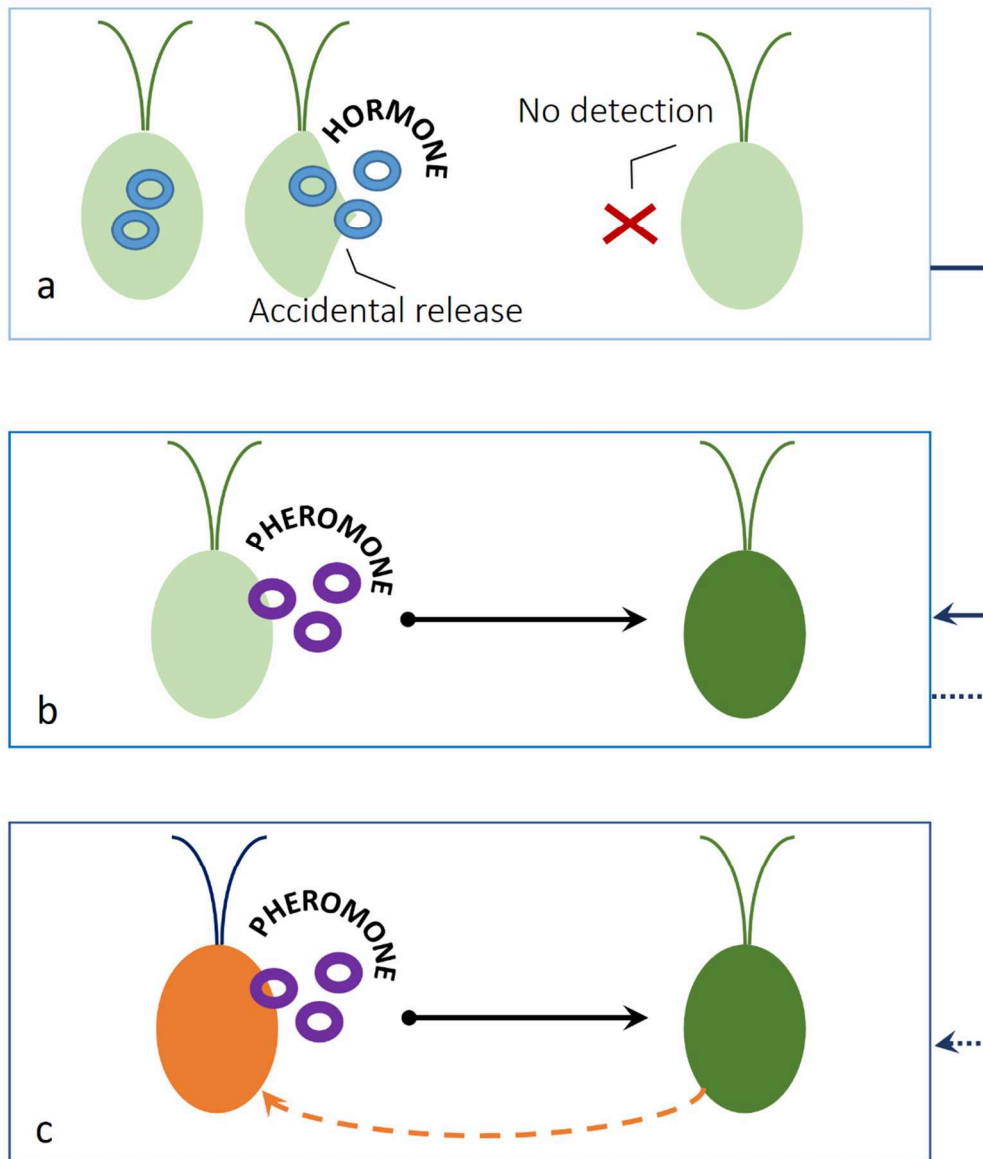 HORMONE
No detection
Accidental release
a
PHEROMONE
b
PHEROMONE
c